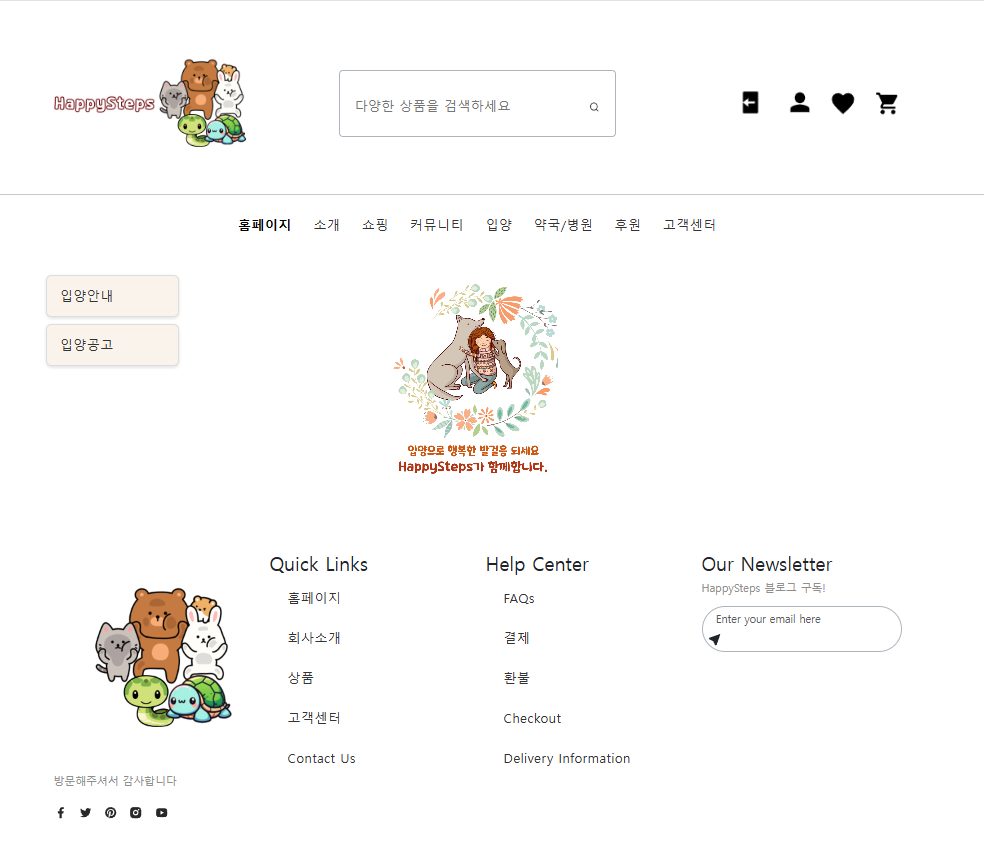 HappySteps
다양한 상품을 검색하세요
홈페이지 소개 쇼핑 커뮤니티 입양 약국/병원 후원 고객센터
입양안내
입양공고
입양으로 행복한 발걸음 되세요
HappySteps가 함께합니다.
방문해주셔서 감사합니다
Quick Links
홈페이지
회사소개
상품
고객센터
Contact Us
Help Center
FAQs
결제
환불
Checkout
Delivery Information
Our Newsletter
HappySteps 블로그 구독!
Enter your email here